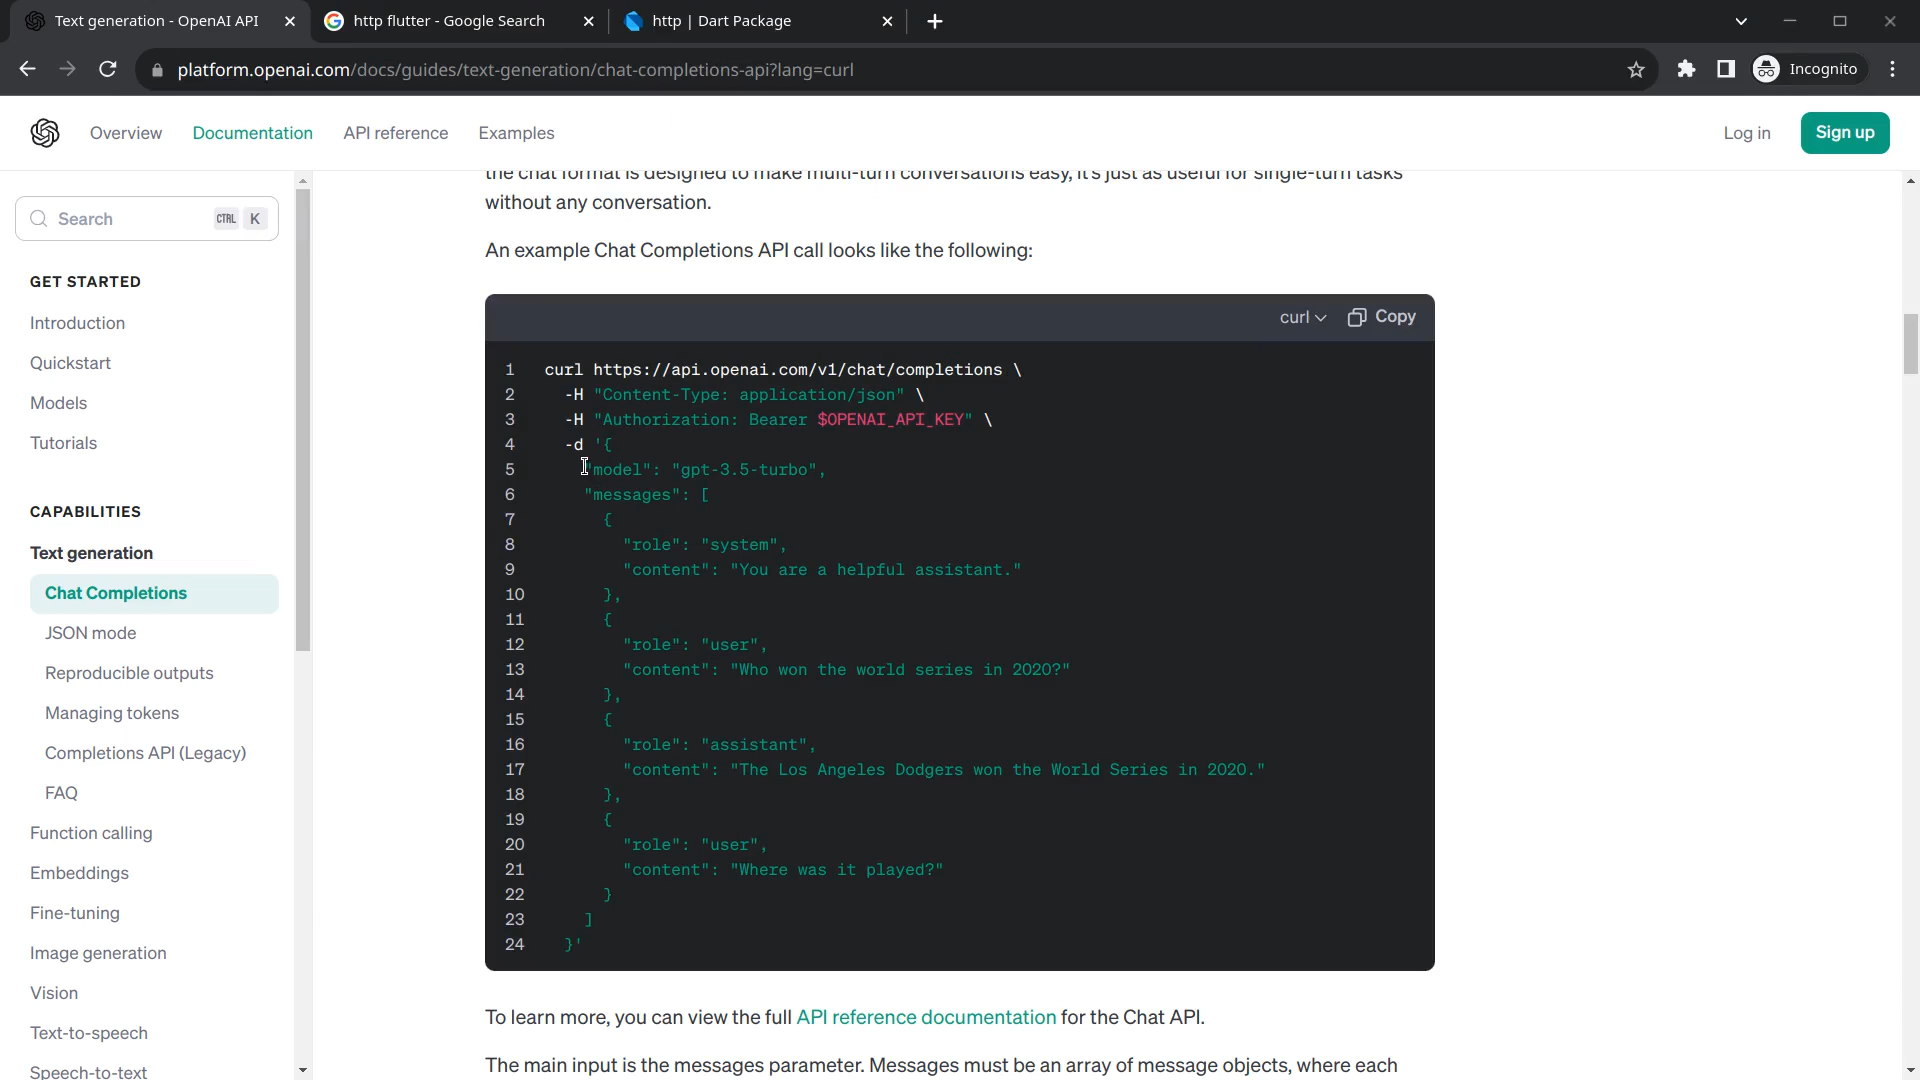 Text generation - OpenAI API
http flutter - Google Search
http | Dart Package
platform.openai.com/docs/guides/text-generation/chat-completions-api?lang=curl
Incognito
Overview
Documentation
API reference
Examples
Log in
Sign up
Search
CTRL K
GET STARTED
Introduction
Quickstart
Models
Tutorials
CAPABILITIES
Text generation
Chat Completions
JSON mode
Reproducible outputs
Managing tokens
Completions API (Legacy)
FAQ
Function calling
Embeddings
Fine-tuning
Image generation
Vision
Text-to-speech
Speech-to-text
the chat format is designed to make multi-turn conversations easy, it's just as useful for single-turn tasks
without any conversation.
An example Chat Completions API call looks like the following:
curl
Copy
1 curl https://api.openai.com/v1/chat/completions \
2 -H "Content-Type: application/json" \
3 -H "Authorization: Bearer $OPENAI_API_KEY" \
4 -d '{
5 "model": "gpt-3.5-turbo",
6 "messages": [
7 {
8 "role": "system",
9 "content": "You are a helpful assistant."
10 },
11 {
12 "role": "user",
13 "content": "Who won the world series in 2020?"
14 },
15 {
16 "role": "assistant",
17 "content": "The Los Angeles Dodgers won the World Series in 2020."
18 },
19 {
20 "role": "user",
21 "content": "Where was it played?"
22 }
23 ]
24 }'
To learn more, you can view the full API reference documentation for the Chat API.
The main input is the messages parameter. Messages must be an array of message objects, where each